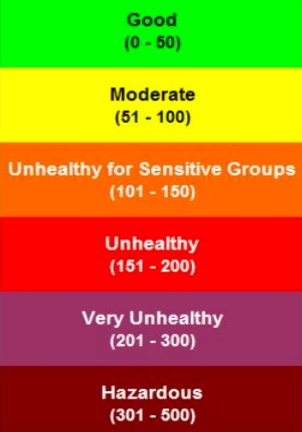 Good
(0 - 50)
Moderate
(51 - 100)
Unhealthy for Sensitive Groups
(101 - 150)
Unhealthy
(151 - 200)
Very Unhealthy
(201 - 300)
Hazardous
(301 - 500)